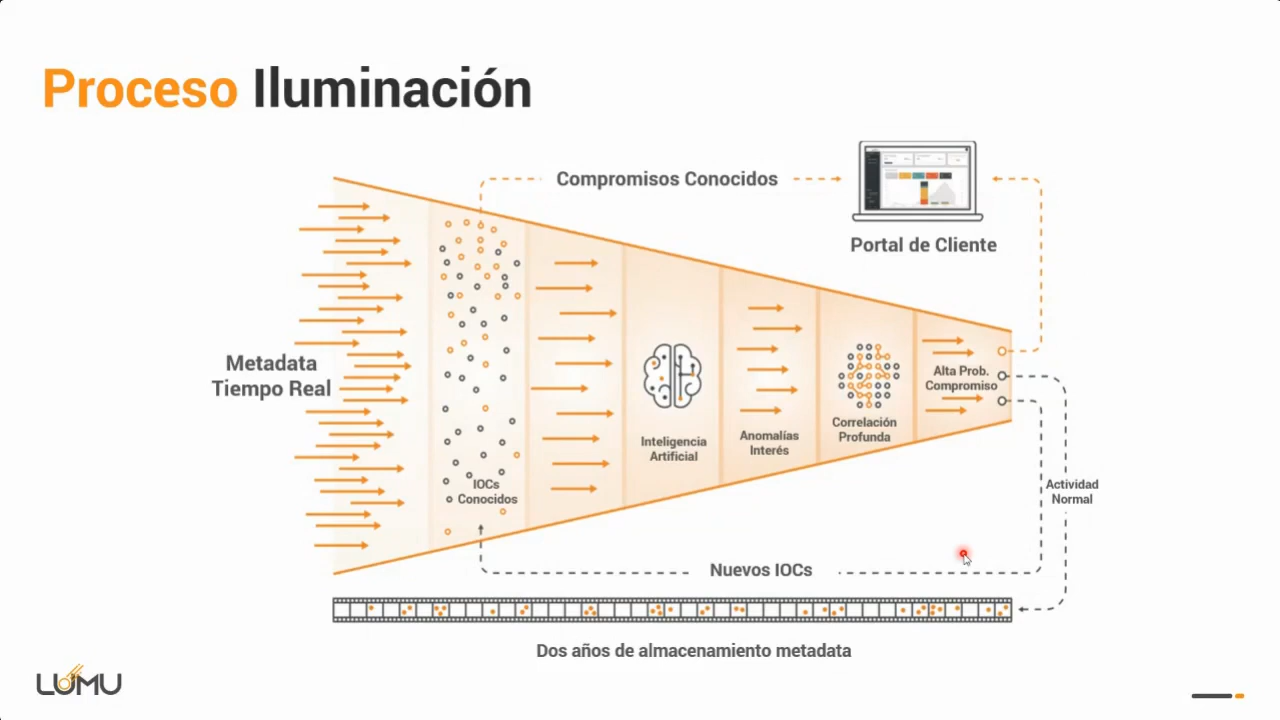 Proceso Iluminación
Compromisos Conocidos
Portal de Cliente
Metadata
Tiempo Real
IOCs
Conocidos
Inteligencia
Artificial
Anomalías
Interés
Correlación
Profunda
Alta Prob.
Compromiso
Actividad
Normal
Nuevos IOCs
Dos años de almacenamiento metadata
LUMU